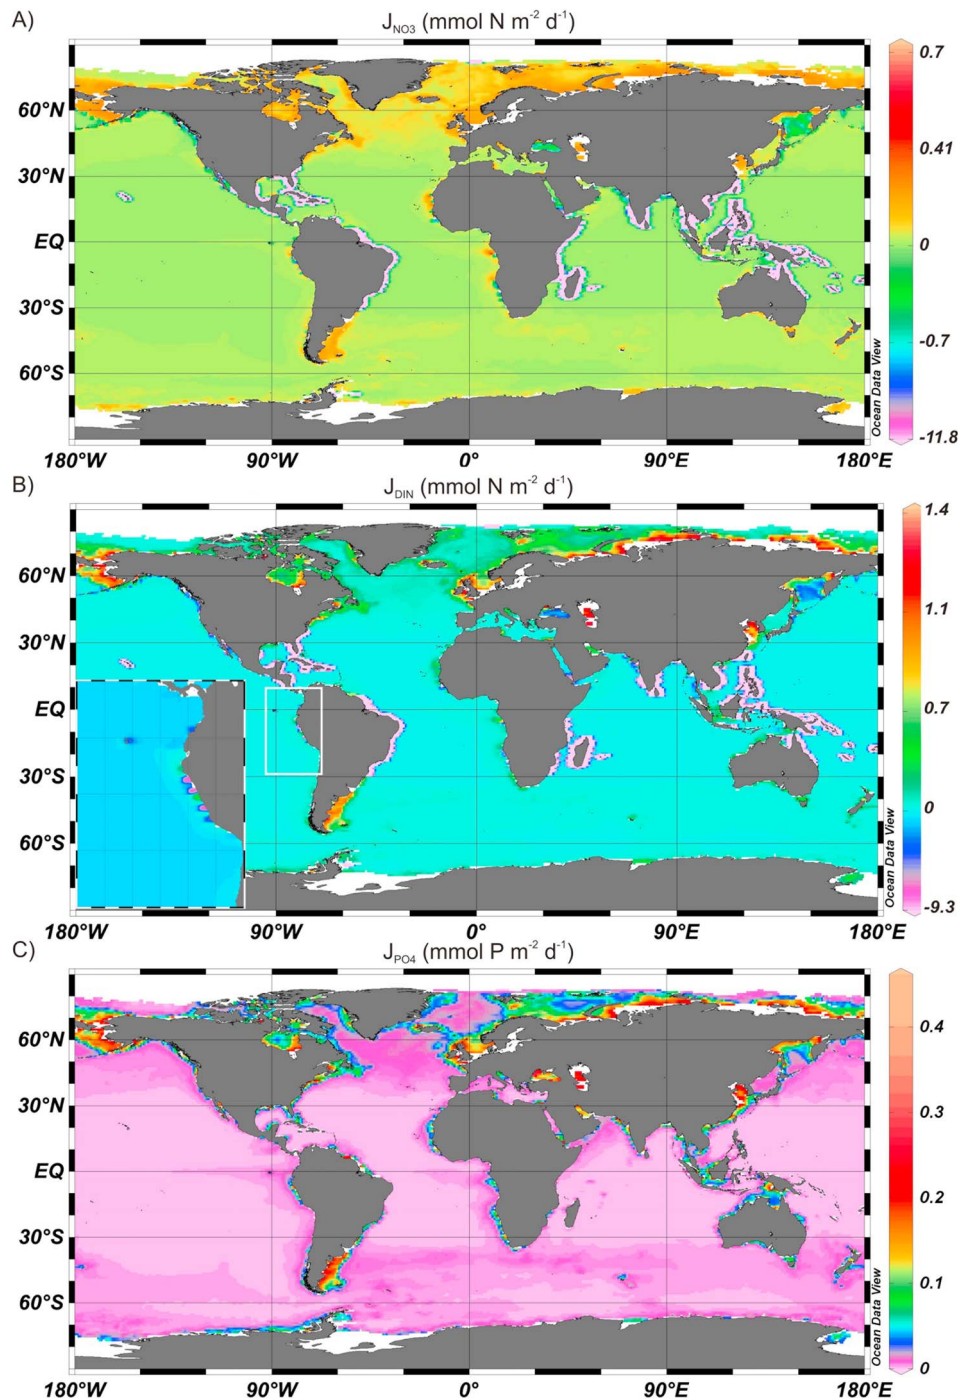 A)
J_NO3 (mmol N m⁻² d⁻¹)
60°N
30°N
EQ
30°S
60°S
180°W
90°W
0°
90°E
180°E
Ocean Data View
0.7
0.41
0
-0.7
-11.8
B)
J_DIN (mmol N m⁻² d⁻¹)
60°N
30°N
EQ
30°S
60°S
180°W
90°W
0°
90°E
180°E
Ocean Data View
1.4
1.1
0.7
0
-9.3
C)
J_PO4 (mmol P m⁻² d⁻¹)
60°N
30°N
EQ
30°S
60°S
180°W
90°W
0°
90°E
180°E
Ocean Data View
0.4
0.3
0.2
0.1
0